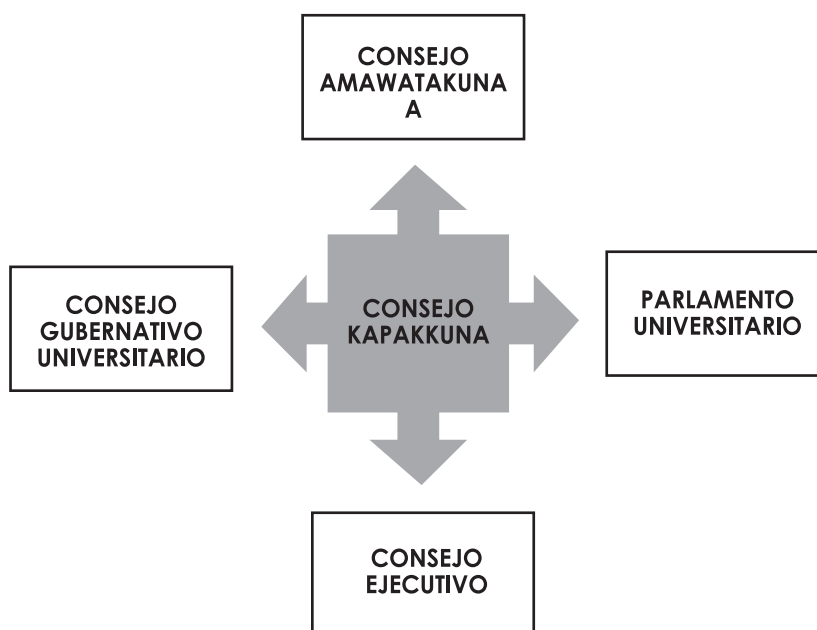 CONSEJO
AMAWATAKUNA
A
CONSEJO
GUBERNATIVO
UNIVERSITARIO
CONSEJO
KAPAKKUNA
PARLAMENTO
UNIVERSITARIO
CONSEJO
EJECUTIVO